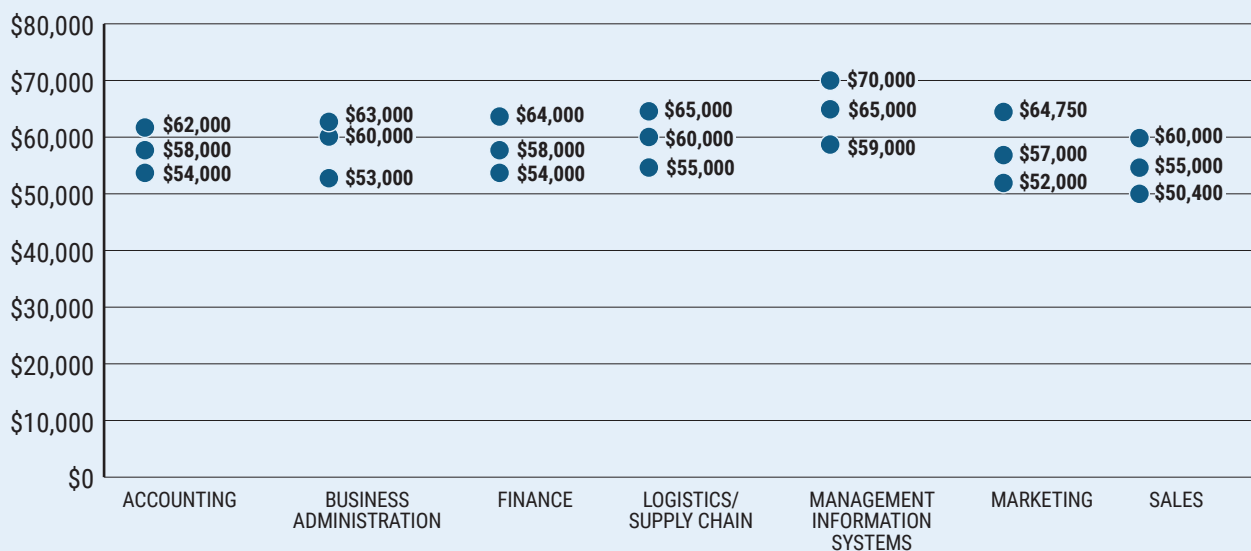 $80,000
$70,000
$60,000
$50,000
$40,000
$30,000
$20,000
$10,000
$0
$62,000
$58,000
$54,000
$63,000
$60,000
$53,000
$64,000
$58,000
$54,000
$65,000
$60,000
$55,000
$70,000
$65,000
$59,000
$64,750
$57,000
$52,000
$60,000
$55,000
$50,400
ACCOUNTING
BUSINESS
ADMINISTRATION
FINANCE
LOGISTICS/
SUPPLY CHAIN
MANAGEMENT
INFORMATION
SYSTEMS
MARKETING
SALES